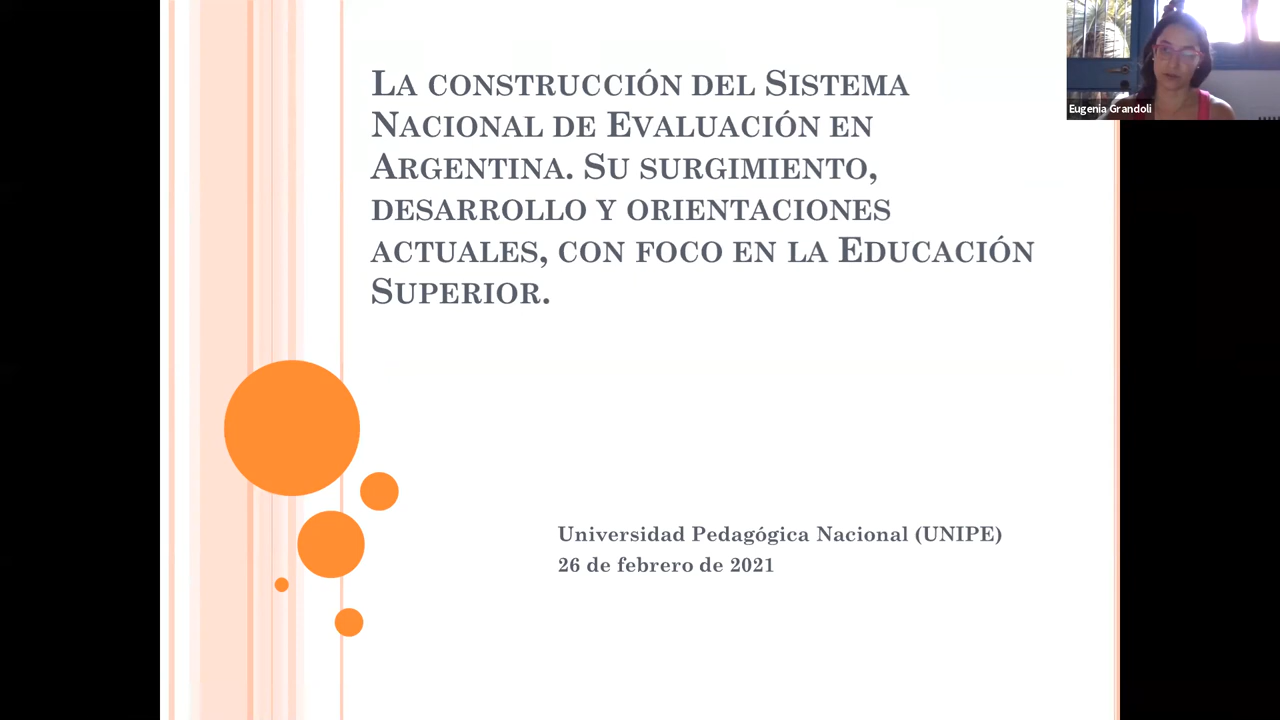 La construcción del Sistema
Nacional de Evaluación en
Argentina. Su surgimiento,
desarrollo y orientaciones
actuales, con foco en la Educación
Superior.
Universidad Pedagógica Nacional (UNIPE)
26 de febrero de 2021
Eugenia Grandoli